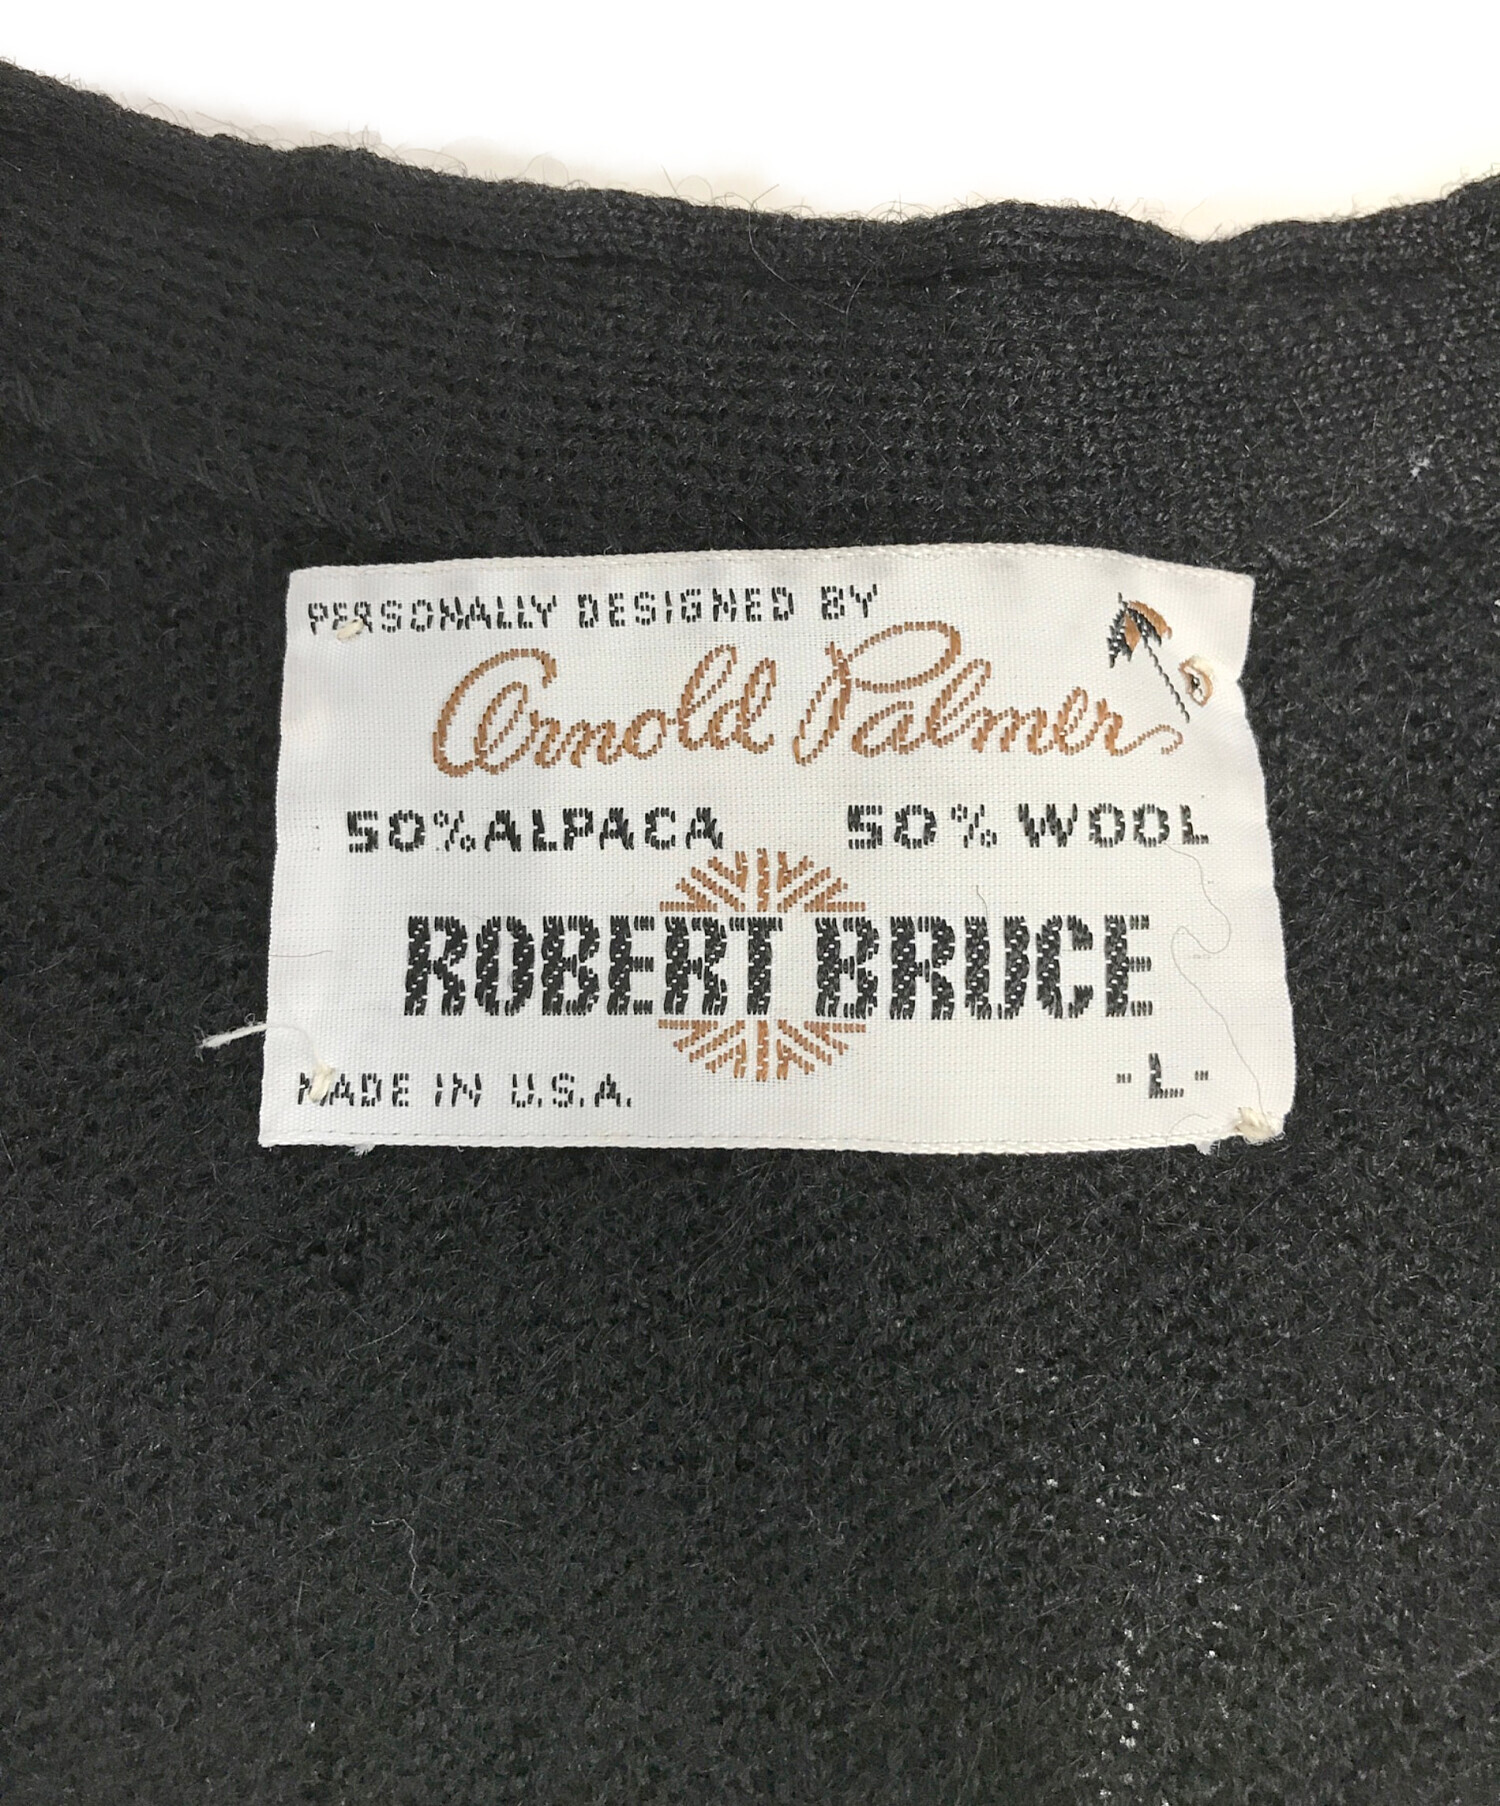 PERSONALLY DESIGNED BY
Arnold Palmer
50% ALPACA 50% WOOL
ROBERT BRUCE
MADE IN U.S.A. -L-